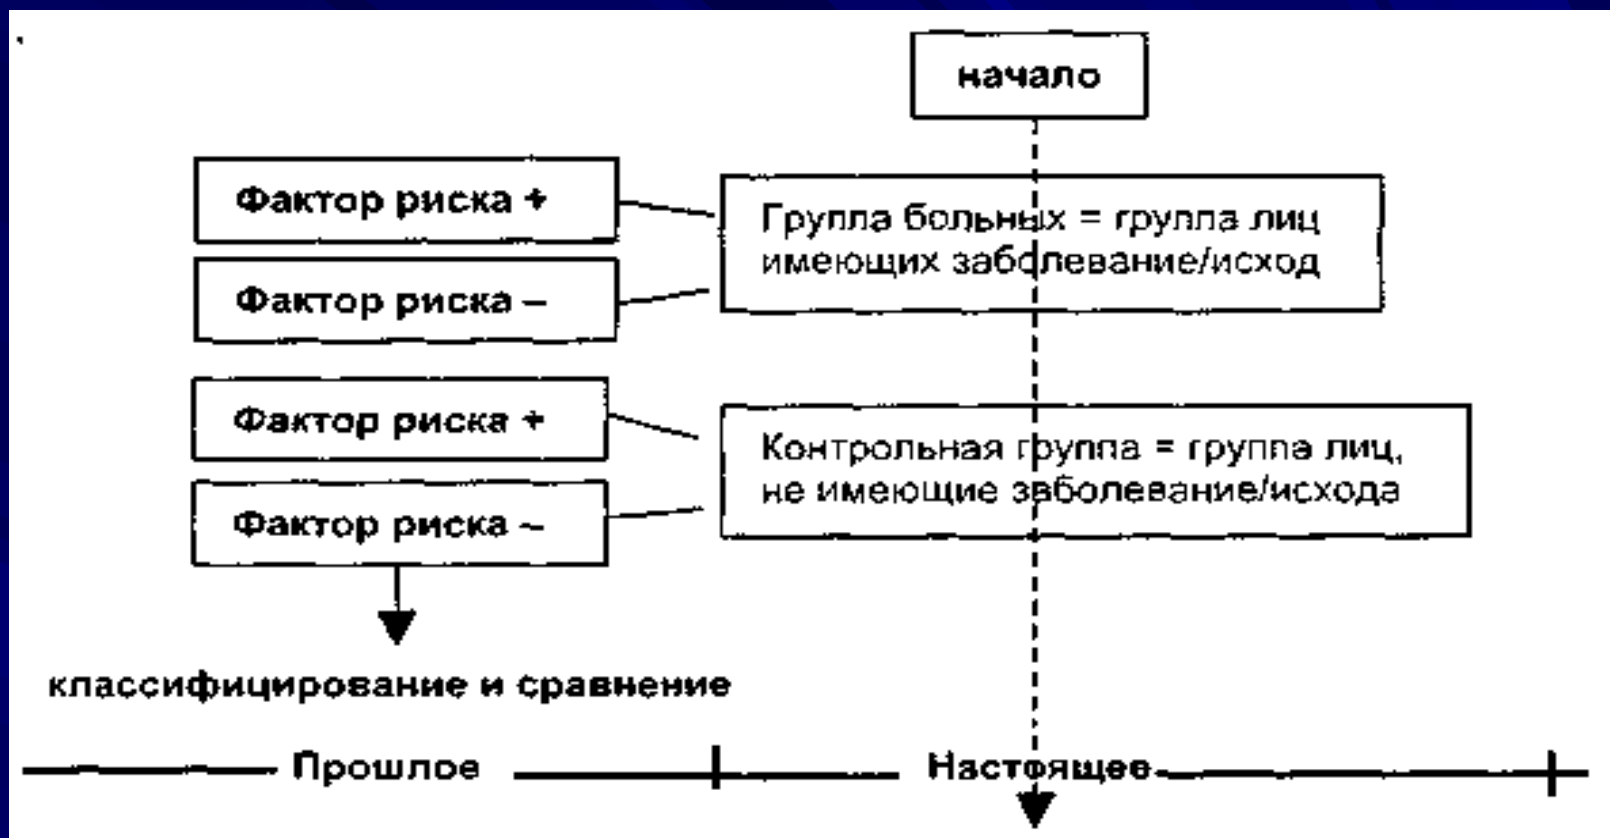 начало
Фактор риска +
Фактор риска –
Группа больных = группа лиц
имеющих заболевание/исход
Фактор риска +
Фактор риска –
Контрольная группа = группа лиц,
не имеющие заболевание/исхода
классифицирование и сравнение
Прошлое
Настоящее